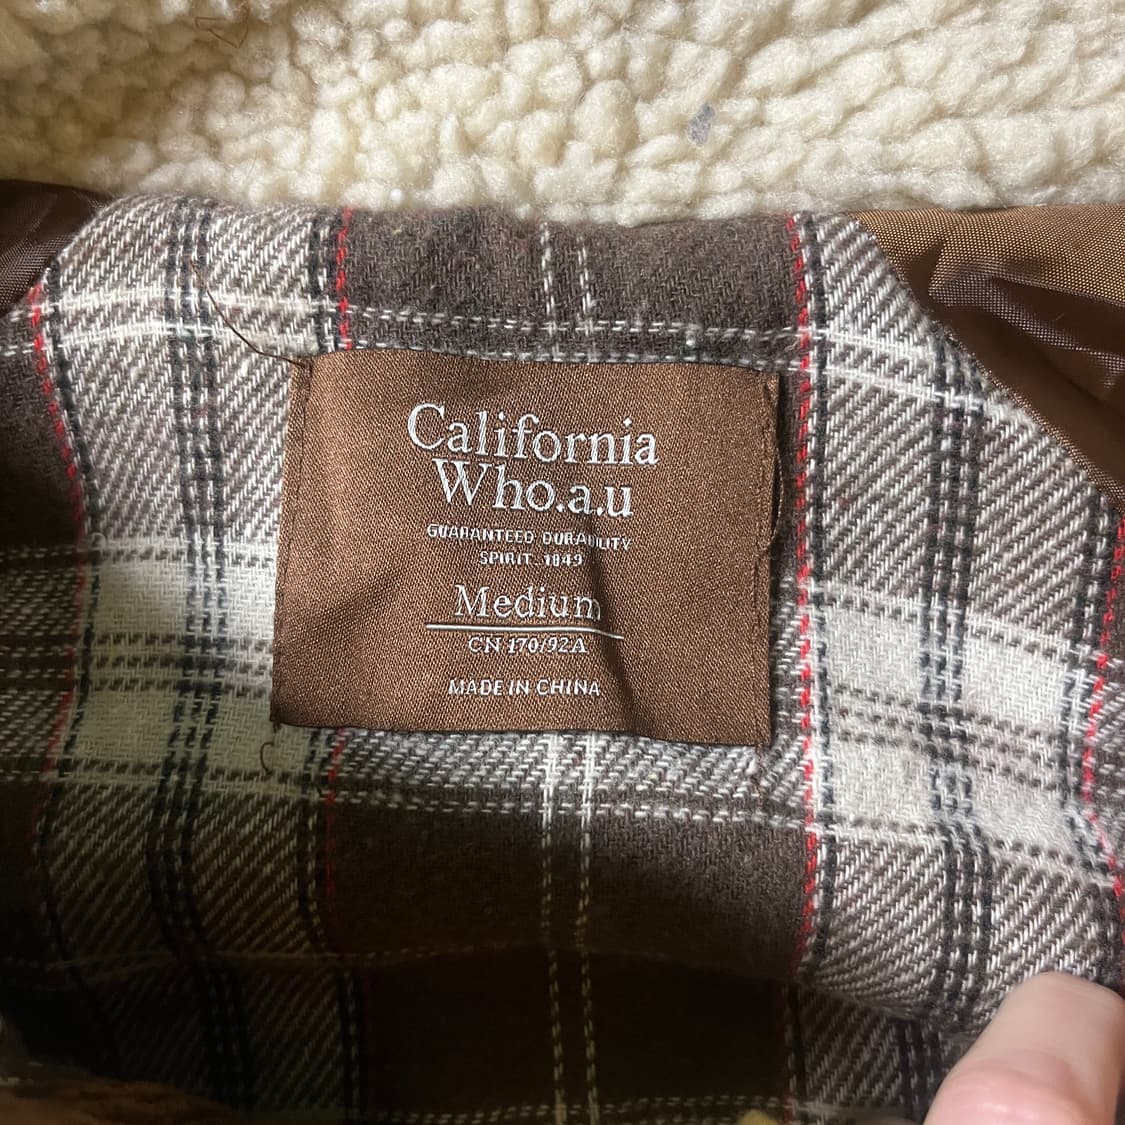 California
Who.a.u
GUARANTEED DURABILITY
SPIRIT. 1849
Medium
CN 170/92A
MADE IN CHINA